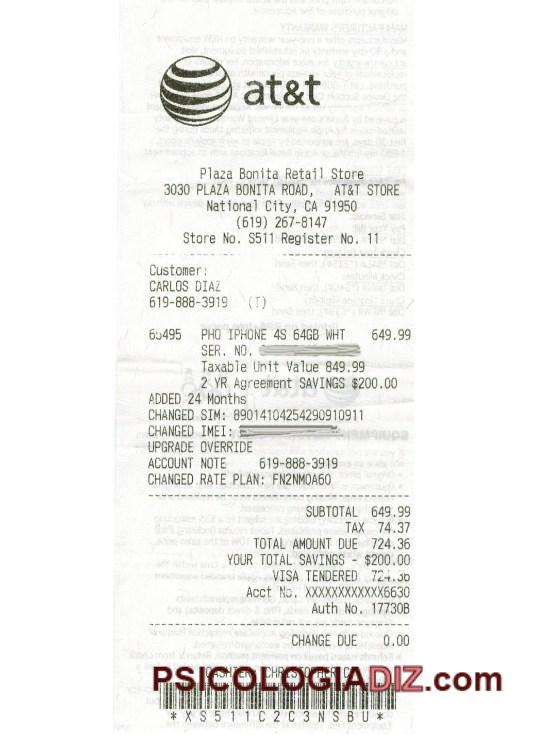 at&t
Plaza Bonita Retail Store
3030 PLAZA BONITA ROAD, AT&T STORE
National City, CA 91950
(619) 267-8147
Store No. S511 Register No. 11
Customer:
CARLOS DIAZ
619-888-3919 (T)
65495 PHO IPHONE 4S 64GB WHT 649.99
SER. NO.
Taxable Unit Value 849.99
2 YR Agreement SAVINGS $200.00
ADDED 24 Months
CHANGED SIM: 89014104254290910911
CHANGED IMEI:
UPGRADE OVERRIDE
ACCOUNT NOTE 619-888-3919
CHANGED RATE PLAN: FN2NMOA60
SUBTOTAL 649.99
TAX 74.37
TOTAL AMOUNT DUE 724.36
YOUR TOTAL SAVINGS - $200.00
VISA TENDERED 724.36
Acct No. XXXXXXXXXXXX6630
Auth No. 17730B
CHANGE DUE 0.00
PSICOLOGIADIZ.com
*XS511C2C3NSBU*